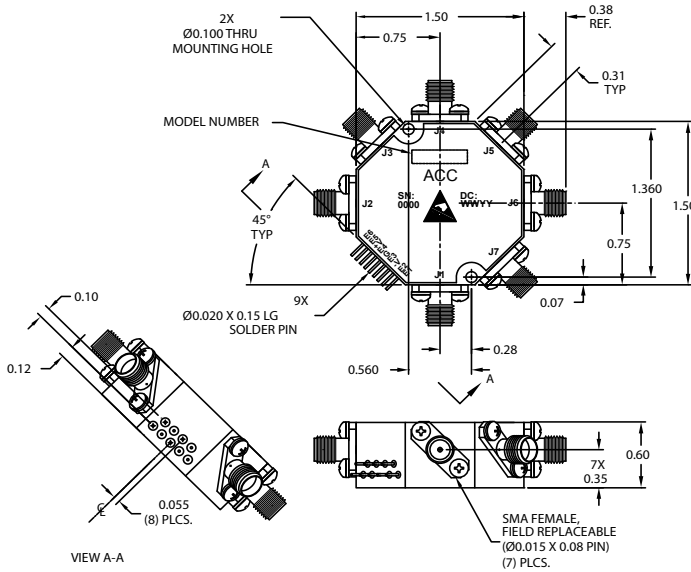 2X
Ø0.100 THRU
MOUNTING HOLE
1.50
0.75
0.38
REF.
0.31
TYP
MODEL NUMBER
J4
J3
J5
ACC
A
J2
SN:
0000
DC:
WWYY
J6
1.360
1.50
45°
TYP
0.75
J7
J1
9X
Ø0.020 X 0.15 LG
SOLDER PIN
0.07
0.10
0.28
0.560
A
0.12
0.60
7X
0.35
0.055
(8) PLCS.
SMA FEMALE,
FIELD REPLACEABLE
(Ø0.015 X 0.08 PIN)
(7) PLCS.
VIEW A-A